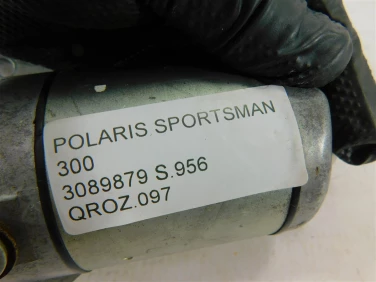 POLARIS SPORTSMAN
300
3089879 S.956
QROZ.097